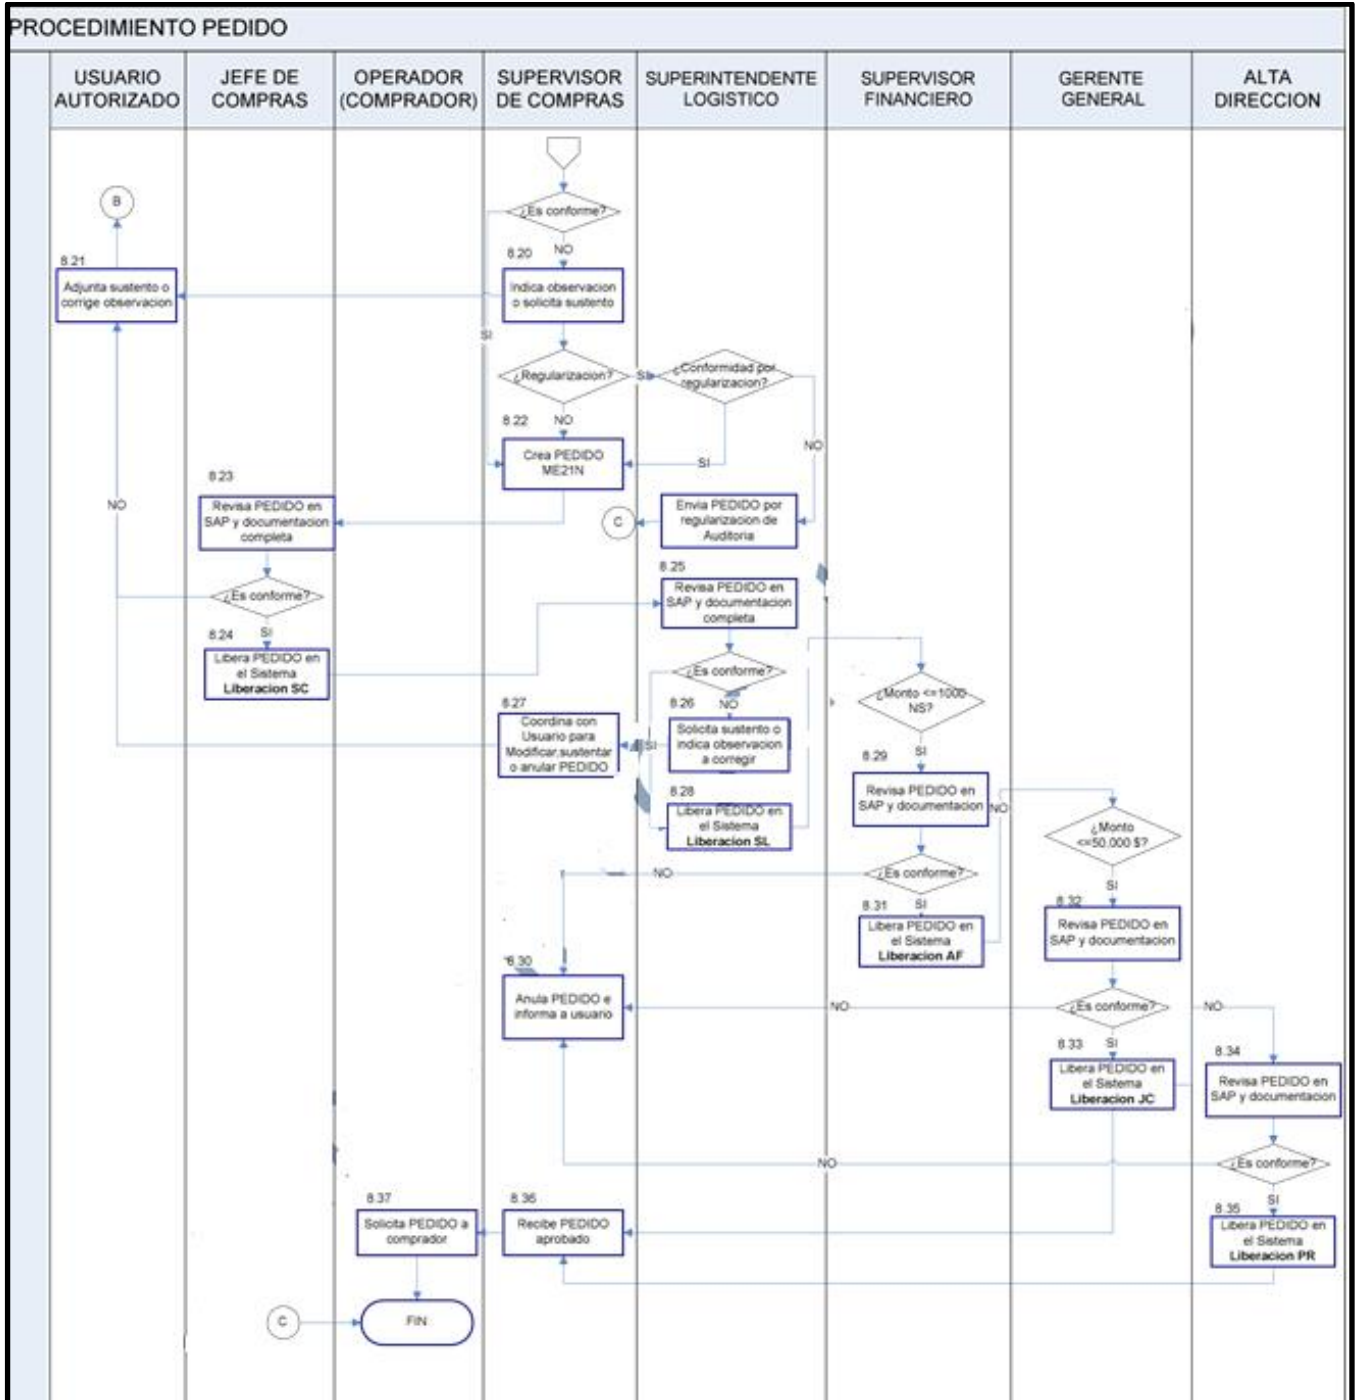 PROCEDIMIENTO PEDIDO
USUARIO
AUTORIZADO
JEFE DE
COMPRAS
OPERADOR
(COMPRADOR)
SUPERVISOR
DE COMPRAS
SUPERINTENDENTE
LOGISTICO
SUPERVISOR
FINANCIERO
GERENTE
GENERAL
ALTA
DIRECCION
B
¿Es conforme?
NO
8.20
8.21
Adjunta sustento o
corrige observacion
Indica observacion
o solicita sustento
SI
¿Regularizacion?
SI
¿Conformidad por
regularizacion?
8.22
NO
NO
Crea PEDIDO
ME21N
SI
8.23
NO
Revisa PEDIDO en
SAP y documentacion
completa
C
Envia PEDIDO por
regularizacion de
Auditoria
8.25
Revisa PEDIDO en
SAP y documentacion
completa
¿Es conforme?
8.24
SI
Libera PEDIDO en
el Sistema
Liberacion SC
¿Es conforme?
¿Monto <=1000
NS?
8.27
8.26
NO
Coordina con
Usuario para
Modificar,sustentar
o anular PEDIDO
SI
Solicita sustento o
indica observacion
a corregir
SI
8.29
8.28
Revisa PEDIDO en
SAP y documentacion
NO
Libera PEDIDO en
el Sistema
Liberacion SL
¿Monto
<=50,000 $?
NO
¿Es conforme?
SI
8.31
SI
8.32
Libera PEDIDO en
el Sistema
Liberacion AF
Revisa PEDIDO en
SAP y documentacion
8.30
Anula PEDIDO e
informa a usuario
NO
¿Es conforme?
NO
8.33
SI
8.34
Libera PEDIDO en
el Sistema
Liberacion JC
Revisa PEDIDO en
SAP y documentacion
NO
¿Es conforme?
SI
8.37
8.36
8.35
Solicita PEDIDO a
comprador
Recibe PEDIDO
aprobado
Libera PEDIDO en
el Sistema
Liberacion PR
C
FIN